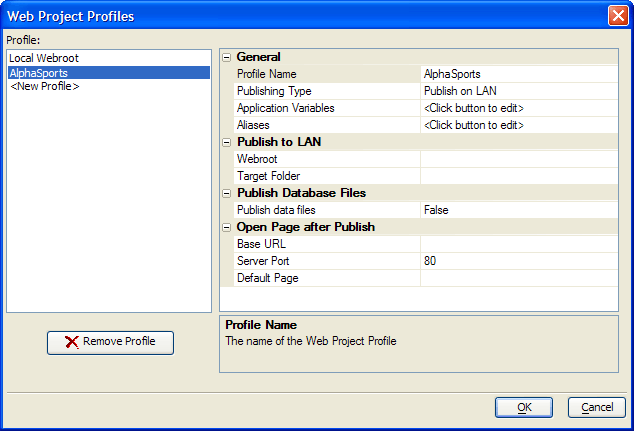 Web Project Profiles
Profile:
Local Webroot
AlphaSports
<New Profile>
Remove Profile
General
Profile Name AlphaSports
Publishing Type Publish on LAN
Application Variables <Click button to edit>
Aliases <Click button to edit>
Publish to LAN
Webroot
Target Folder
Publish Database Files
Publish data files False
Open Page after Publish
Base URL
Server Port 80
Default Page
Profile Name
The name of the Web Project Profile
OK Cancel